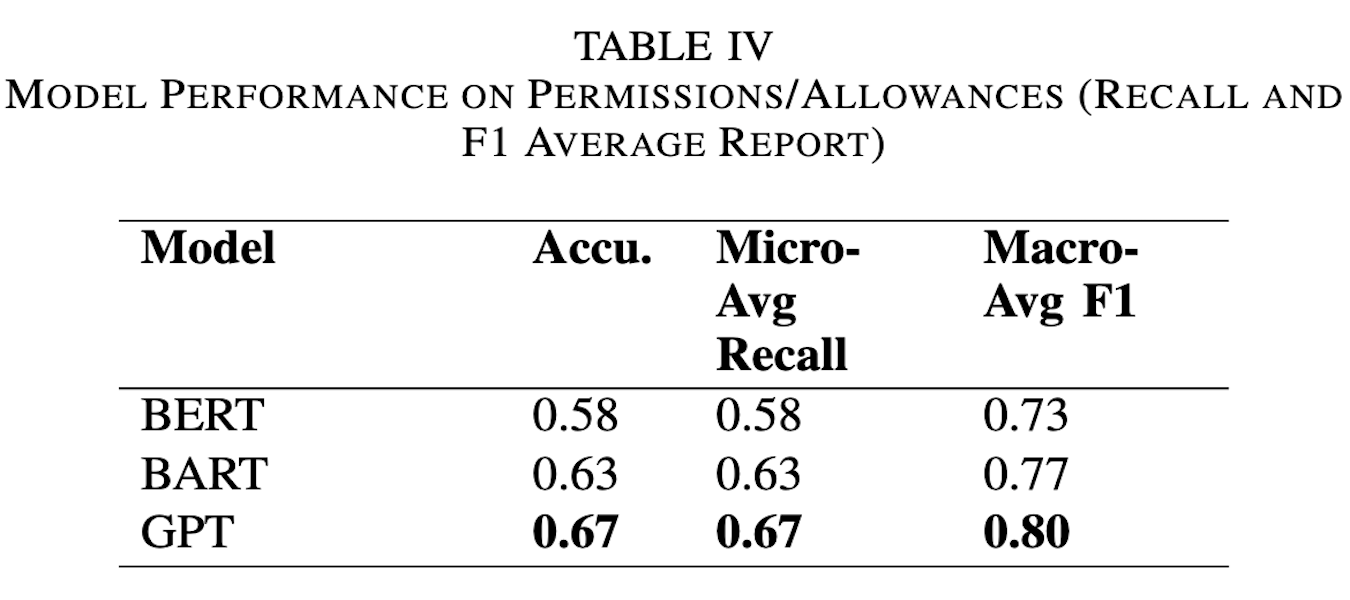 TABLE IV
MODEL PERFORMANCE ON PERMISSIONS/ALLOWANCES (RECALL AND
F1 AVERAGE REPORT)
Model Accu. Micro- Macro-
Avg Avg F1
Recall
BERT 0.58 0.58 0.73
BART 0.63 0.63 0.77
GPT 0.67 0.67 0.80